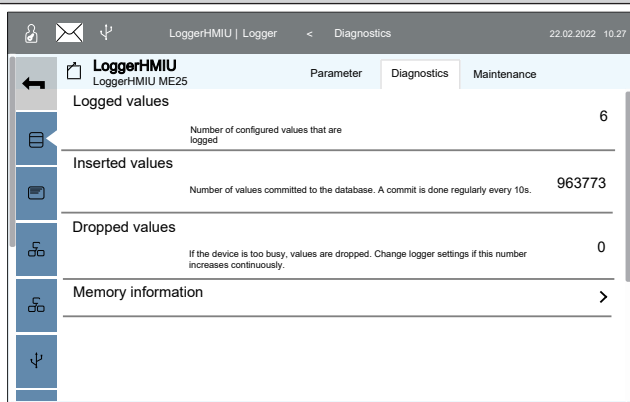 LoggerHMIU | Logger < Diagnostics 22.02.2022 10.27
LoggerHMIU
LoggerHMIU ME25
Parameter Diagnostics Maintenance
Logged values
6
Number of configured values that are
logged
Inserted values
963773
Number of values committed to the database. A commit is done regularly every 10s.
Dropped values
0
If the device is too busy, values are dropped. Change logger settings if this number
increases continuously.
Memory information